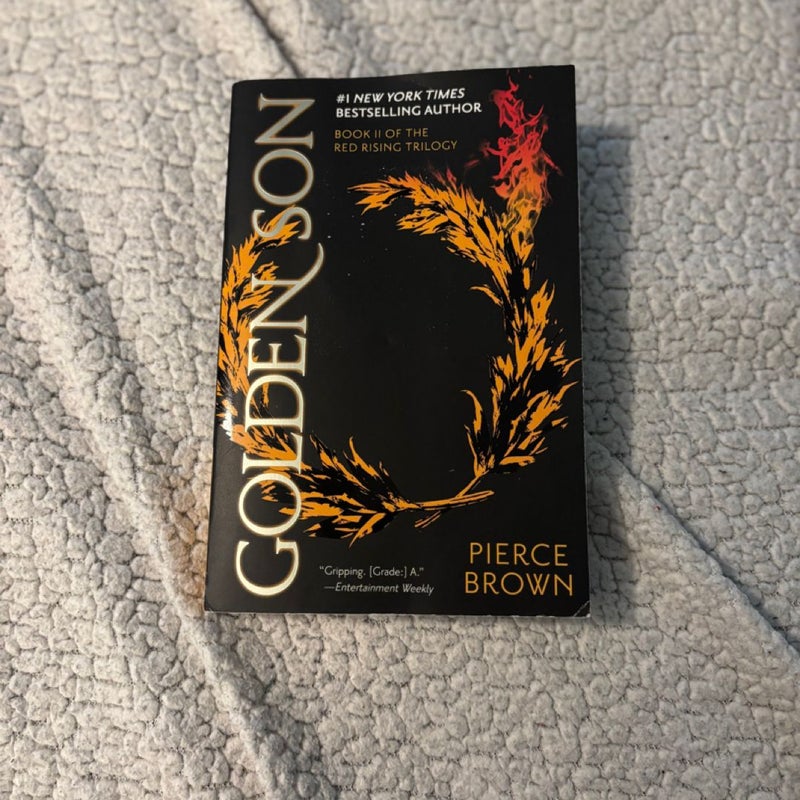 GOLDEN SON
#1 NEW YORK TIMES
BESTSELLING AUTHOR
BOOK II OF THE
RED RISING TRILOGY
"Gripping. [Grade:] A."
—Entertainment Weekly
PIERCE
BROWN